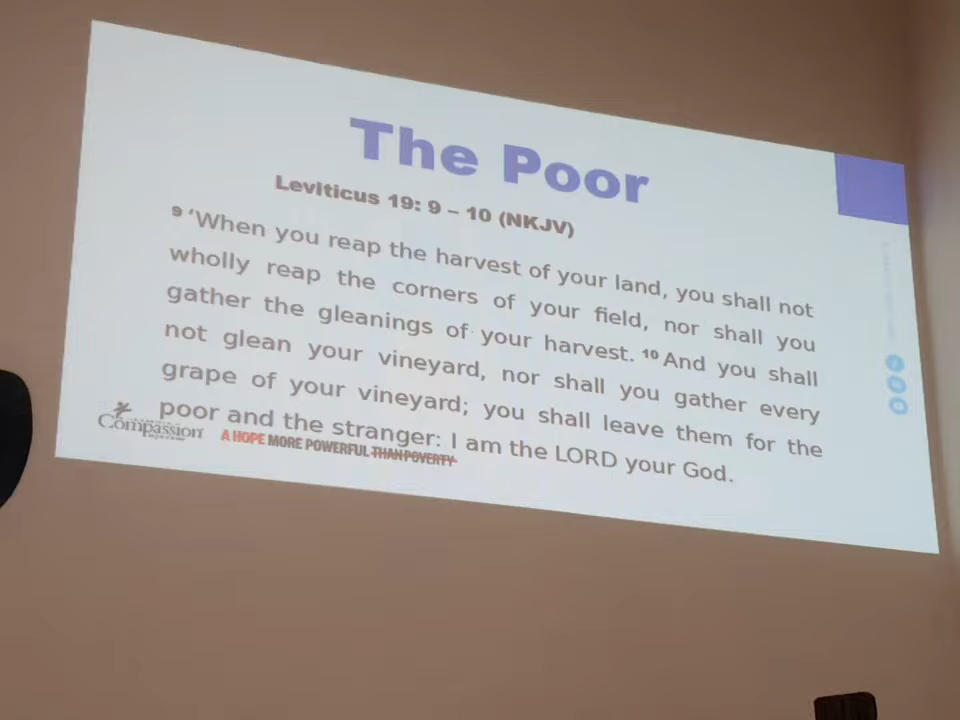 The Poor
Leviticus 19: 9 – 10 (NKJV)
9 ‘When you reap the harvest of your land, you shall not
wholly reap the corners of your field, nor shall you
gather the gleanings of your harvest. 10 And you shall
not glean your vineyard, nor shall you gather every
grape of your vineyard; you shall leave them for the
poor and the stranger: I am the LORD your God.
Compassion
A HOPE MORE POWERFUL THAN POVERTY